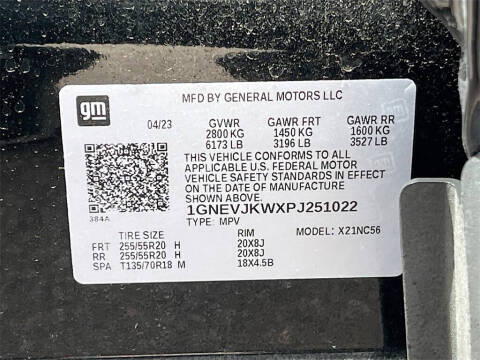 gm
MFD BY GENERAL MOTORS LLC
04/23 GVWR GAWR FRT GAWR RR
2800 KG 1450 KG 1600 KG
6173 LB 3196 LB 3527 LB
THIS VEHICLE CONFORMS TO ALL
APPLICABLE U.S. FEDERAL MOTOR
VEHICLE SAFETY STANDARDS IN EFFECT
ON THE DATE OF MANUFACTURE
SHOWN ABOVE.
384A 1GNEVJKWXPJ251022
TYPE: MPV MODEL: X21NC56
TIRE SIZE RIM
FRT 255/55R20 H 20X8J
RR 255/55R20 H 20X8J
SPA T135/70R18 M 18X4.5B